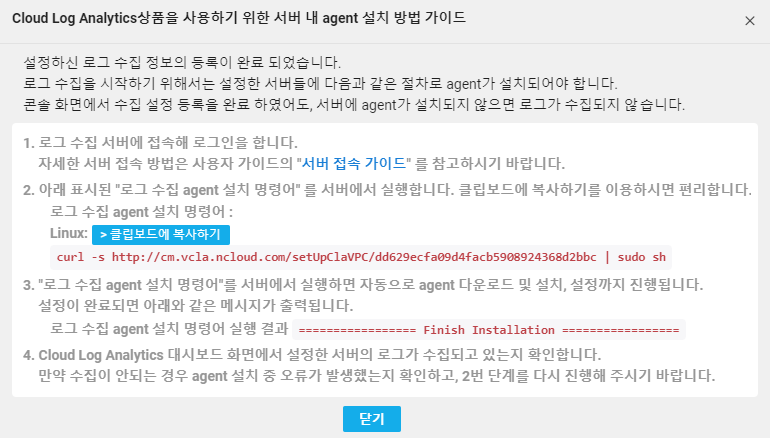 Cloud Log Analytics상품을 사용하기 위한 서버 내 agent 설치 방법 가이드
설정하신 로그 수집 정보의 등록이 완료 되었습니다.
로그 수집을 시작하기 위해서는 설정한 서버들에 다음과 같은 절차로 agent가 설치되어야 합니다.
콘솔 화면에서 수집 설정 등록을 완료 하였어도, 서버에 agent가 설치되지 않으면 로그가 수집되지 않습니다.
1. 로그 수집 서버에 접속해 로그인을 합니다.
자세한 서버 접속 방법은 사용자 가이드의 "서버 접속 가이드" 를 참고하시기 바랍니다.
2. 아래 표시된 "로그 수집 agent 설치 명령어" 를 서버에서 실행합니다. 클립보드에 복사하기를 이용하시면 편리합니다.
로그 수집 agent 설치 명령어 :
Linux: > 클립보드에 복사하기
curl -s http://cm.vcla.ncloud.com/setUpClaVPC/dd629ecfa09d4facb5908924368d2bbc | sudo sh
3. "로그 수집 agent 설치 명령어"를 서버에서 실행하면 자동으로 agent 다운로드 및 설치, 설정까지 진행됩니다.
설정이 완료되면 아래와 같은 메시지가 출력됩니다.
로그 수집 agent 설치 명령어 실행 결과 ================= Finish Installation =================
4. Cloud Log Analytics 대시보드 화면에서 설정한 서버의 로그가 수집되고 있는지 확인합니다.
만약 수집이 안되는 경우 agent 설치 중 오류가 발생했는지 확인하고, 2번 단계를 다시 진행해 주시기 바랍니다.
닫기